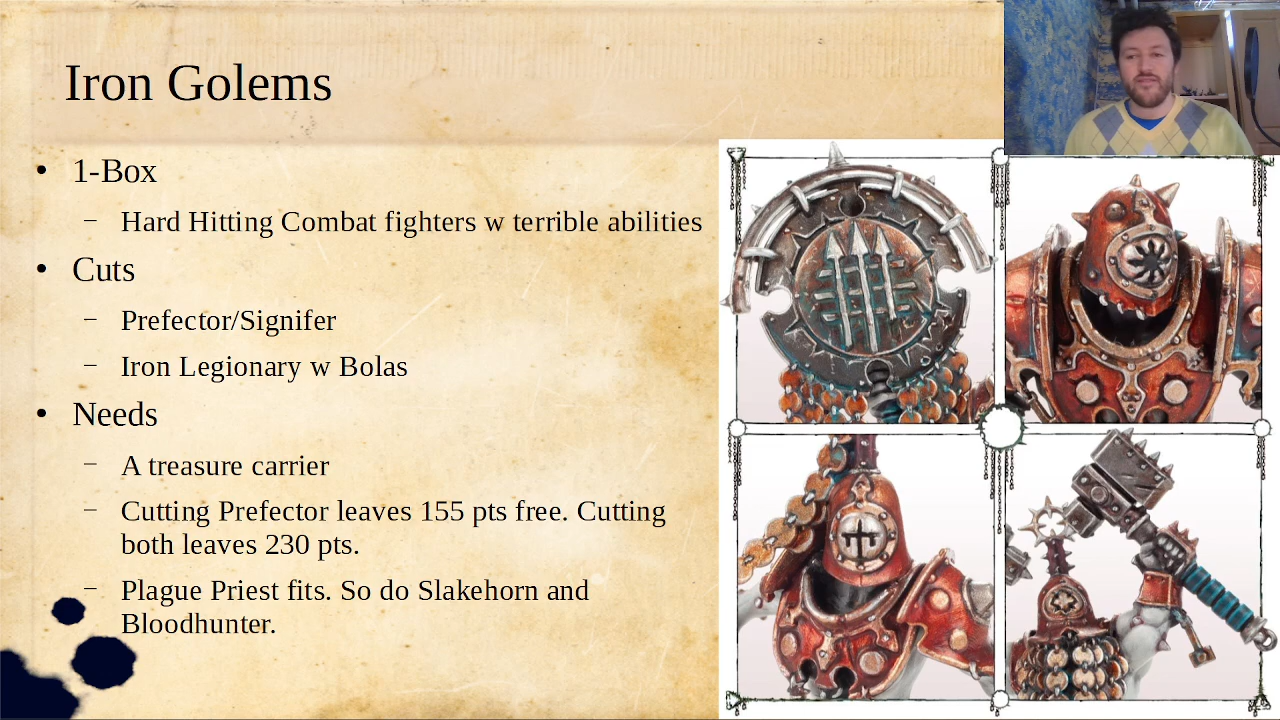 Iron Golems
• 1-Box
– Hard Hitting Combat fighters w terrible abilities
• Cuts
– Prefector/Signifer
– Iron Legionary w Bolas
• Needs
– A treasure carrier
– Cutting Prefector leaves 155 pts free. Cutting
both leaves 230 pts.
– Plague Priest fits. So do Slakehorn and
Bloodhunter.